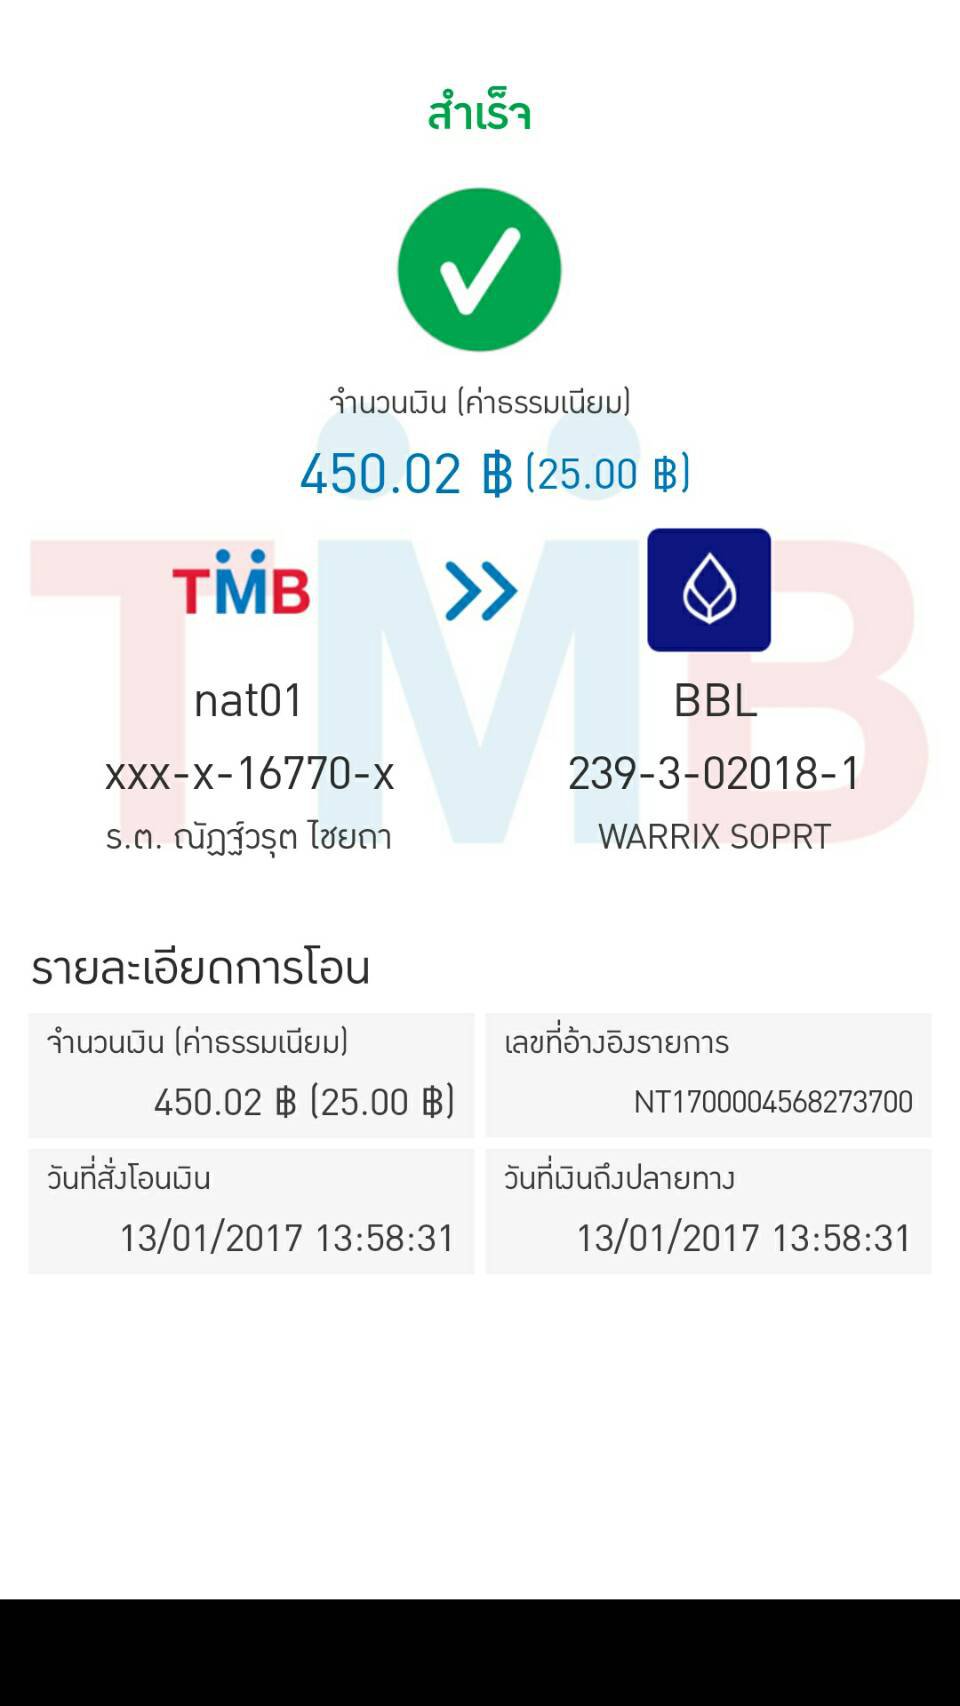 สำเร็จ
จำนวนเงิน (ค่าธรรมเนียม)
450.02 ฿ (25.00 ฿)
TMB
nat01
BBL
xxx-x-16770-x
239-3-02018-1
ร.ต. ณัฏฐ์วรุต ไชยถา
WARRIX SOPRT
รายละเอียดการโอน
จำนวนเงิน (ค่าธรรมเนียม)
เลขที่อ้างอิงรายการ
450.02 ฿ (25.00 ฿)
NT1700004568273700
วันที่สั่งโอนเงิน
วันที่เงินถึงปลายทาง
13/01/2017 13:58:31
13/01/2017 13:58:31
TMB